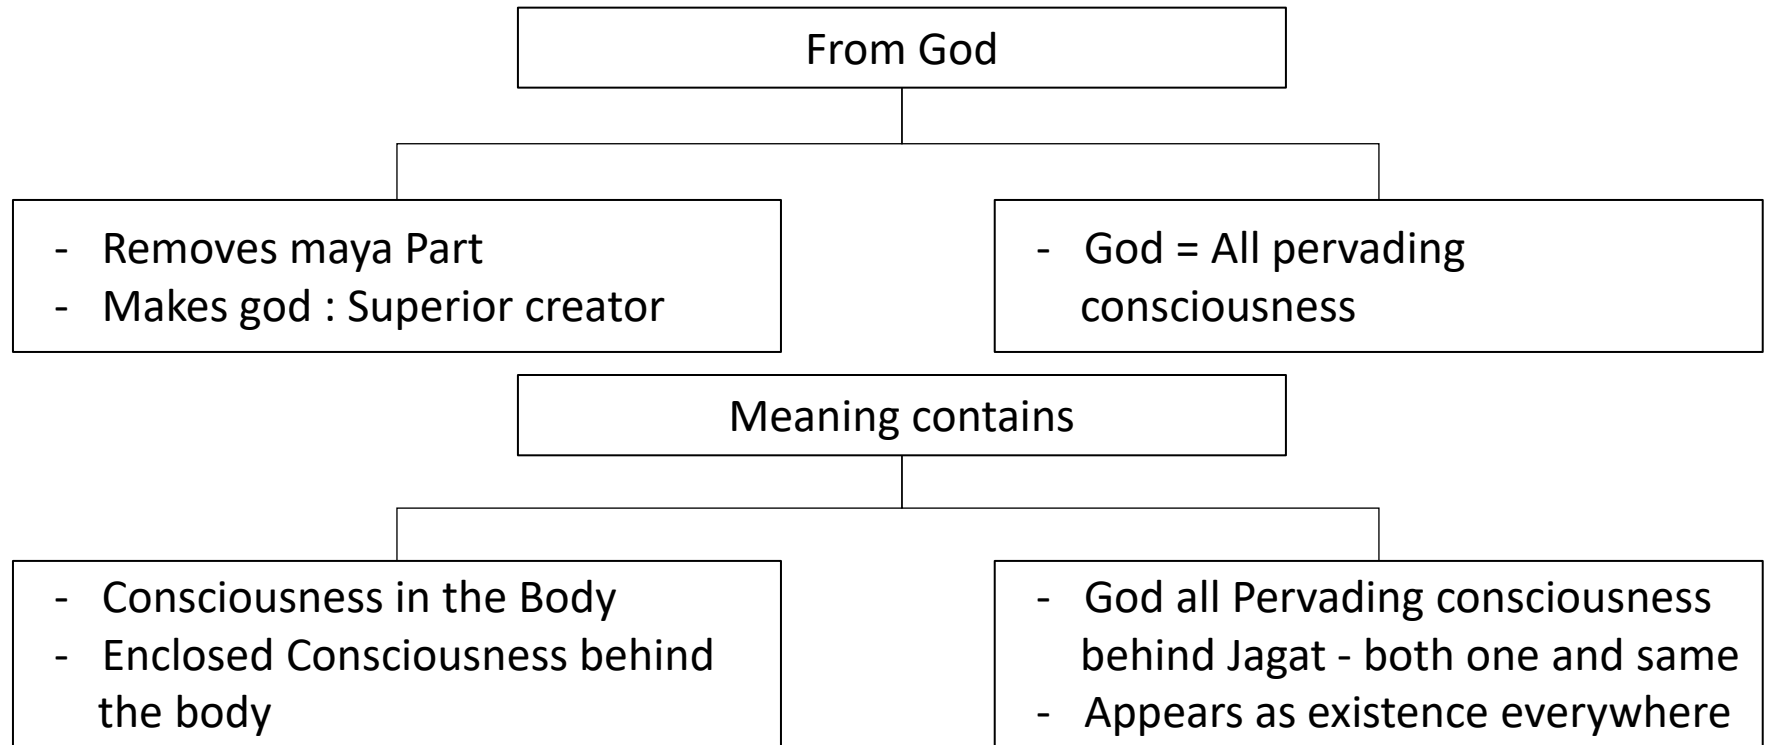 From God
- Removes maya Part
- Makes god : Superior creator
- God = All pervading
consciousness
Meaning contains
- Consciousness in the Body
- Enclosed Consciousness behind
the body
- God all Pervading consciousness
behind Jagat - both one and same
- Appears as existence everywhere